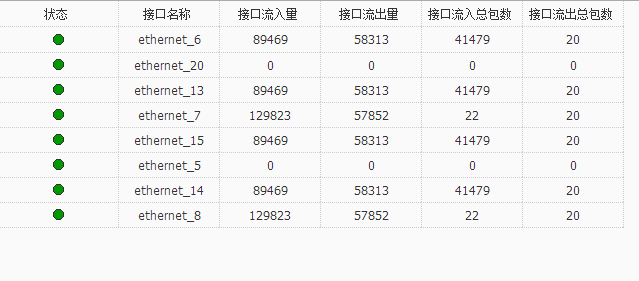 状态 接口名称 接口流入量 接口流出量 接口流入总包数 接口流出总包数
ethernet_6 89469 58313 41479 20
ethernet_20 0 0 0 0
ethernet_13 89469 58313 41479 20
ethernet_7 129823 57852 22 20
ethernet_15 89469 58313 41479 20
ethernet_5 0 0 0 0
ethernet_14 89469 58313 41479 20
ethernet_8 129823 57852 22 20